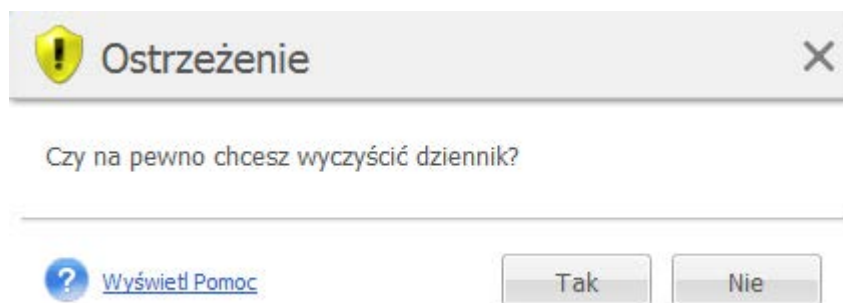 Ostrzeżenie
Czy na pewno chcesz wyczyścić dziennik?
Wyświetl Pomoc
Tak
Nie